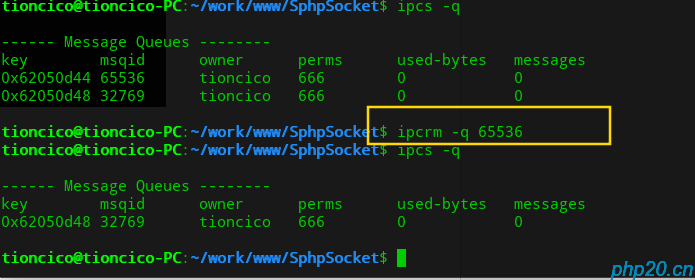 tioncico@tioncico-PC:~/work/www/SphpSocket$ ipcs -q
------ Message Queues --------
key        msqid      owner      perms      used-bytes   messages
0x62050d44 65536      tioncico   666        0            0
0x62050d48 32769      tioncico   666        0            0
tioncico@tioncico-PC:~/work/www/SphpSocket$ ipcrm -q 65536
tioncico@tioncico-PC:~/work/www/SphpSocket$ ipcs -q
------ Message Queues --------
key        msqid      owner      perms      used-bytes   messages
0x62050d48 32769      tioncico   666        0            0
tioncico@tioncico-PC:~/work/www/SphpSocket$
php20.cn